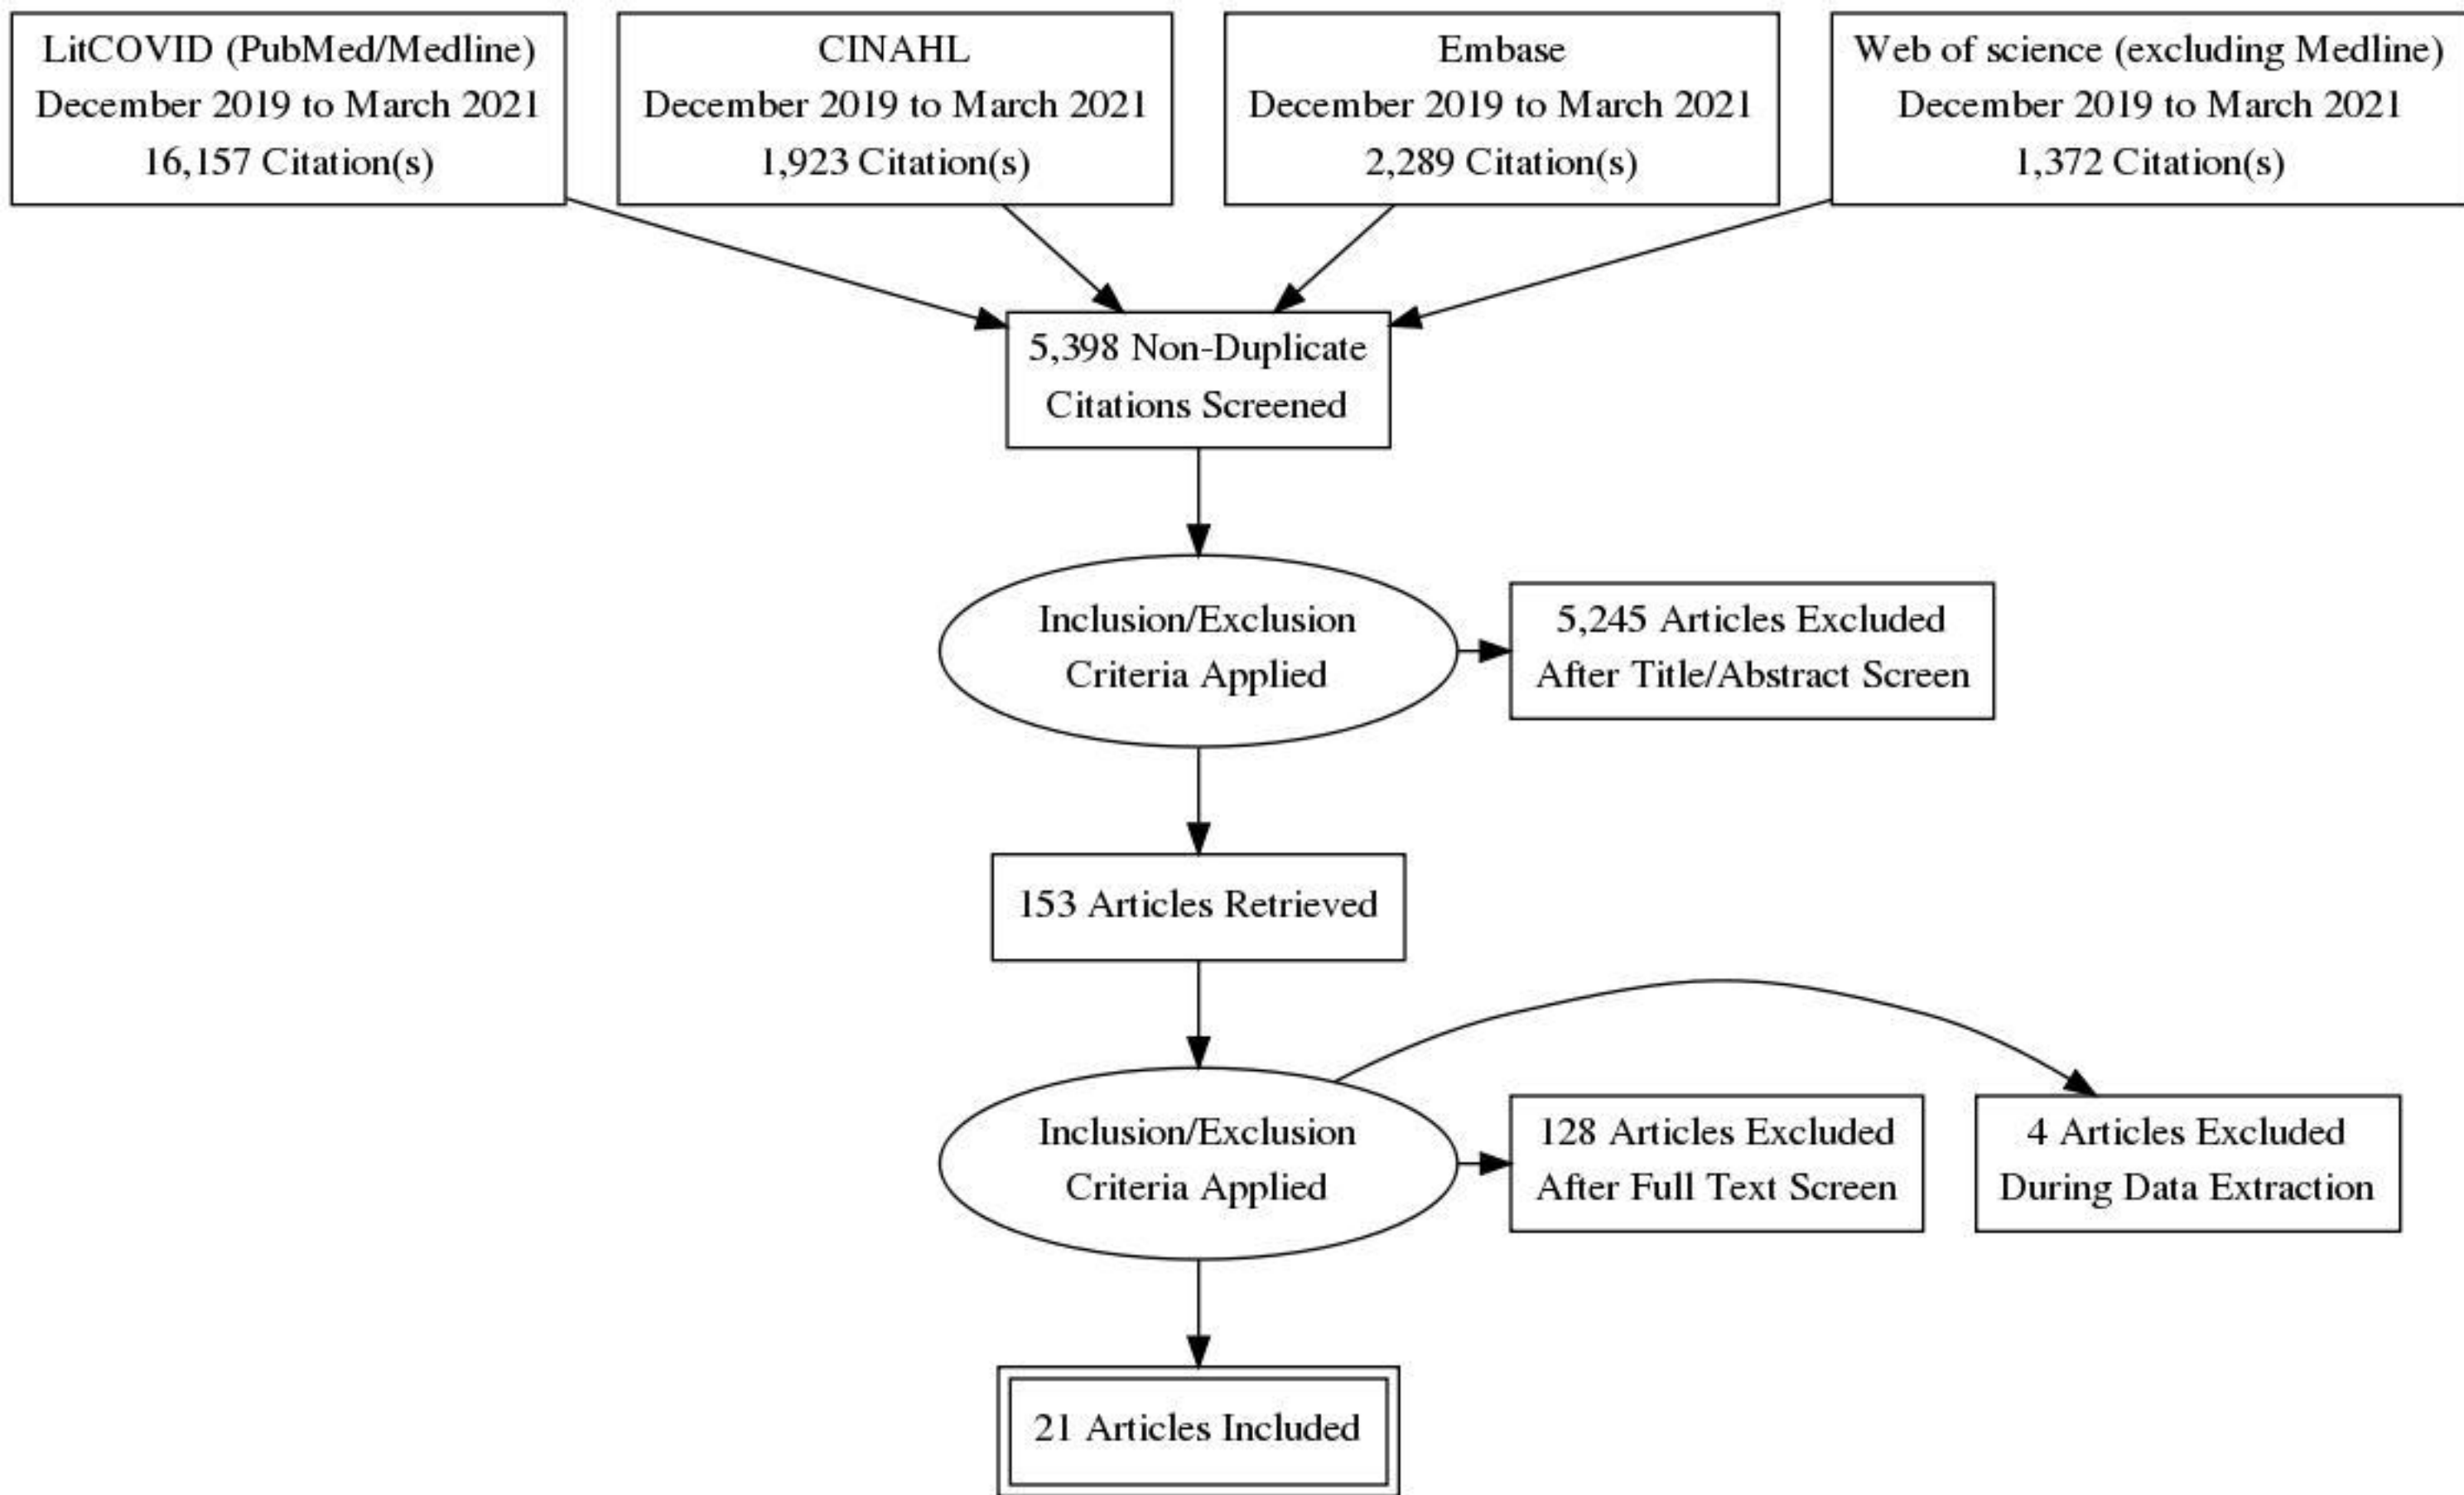 LitCOVID (PubMed/Medline)
December 2019 to March 2021
16,157 Citation(s)
CINAHL
December 2019 to March 2021
1,923 Citation(s)
Embase
December 2019 to March 2021
2,289 Citation(s)
Web of science (excluding Medline)
December 2019 to March 2021
1,372 Citation(s)
5,398 Non-Duplicate
Citations Screened
Inclusion/Exclusion
Criteria Applied
5,245 Articles Excluded
After Title/Abstract Screen
153 Articles Retrieved
Inclusion/Exclusion
Criteria Applied
128 Articles Excluded
After Full Text Screen
4 Articles Excluded
During Data Extraction
21 Articles Included